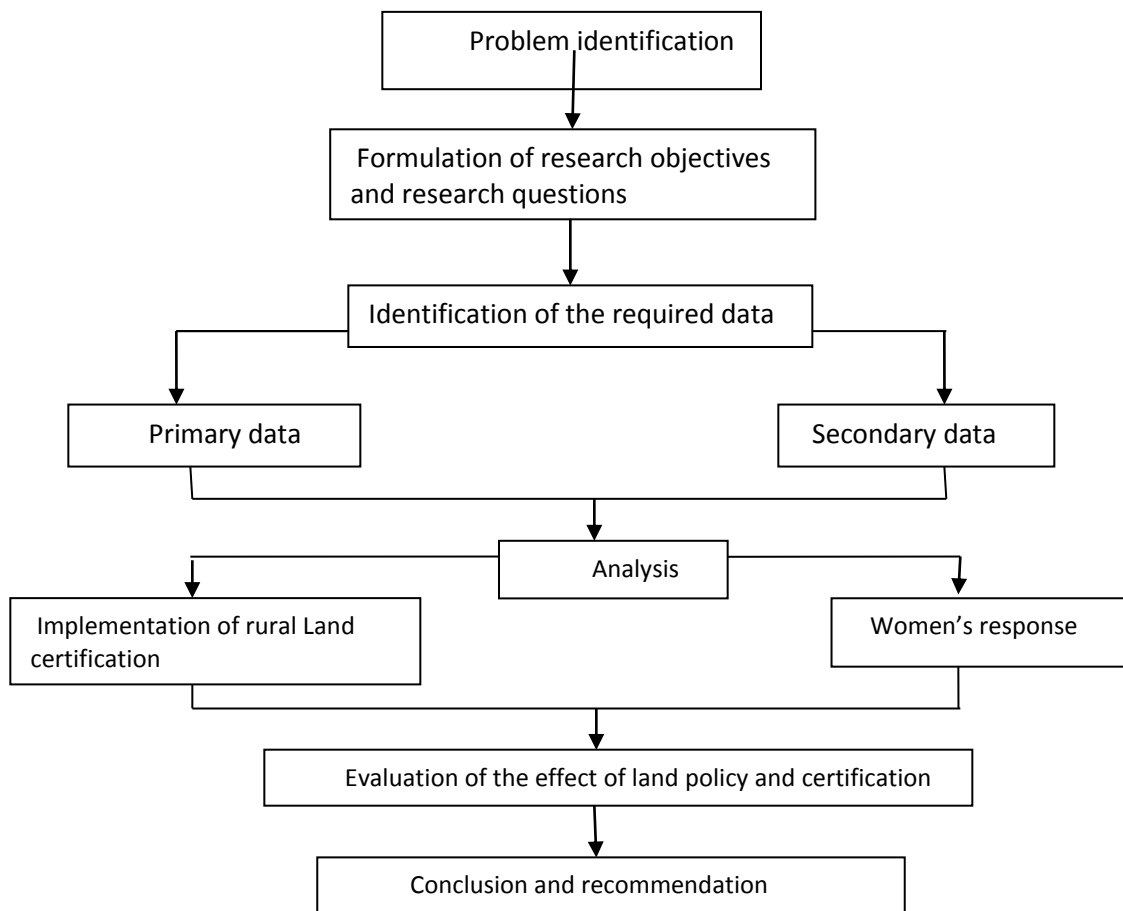 Problem identification
Formulation of research objectives
and research questions
Identification of the required data
Primary data
Secondary data
Analysis
Implementation of rural Land
certification
Women’s response
Evaluation of the effect of land policy and certification
Conclusion and recommendation